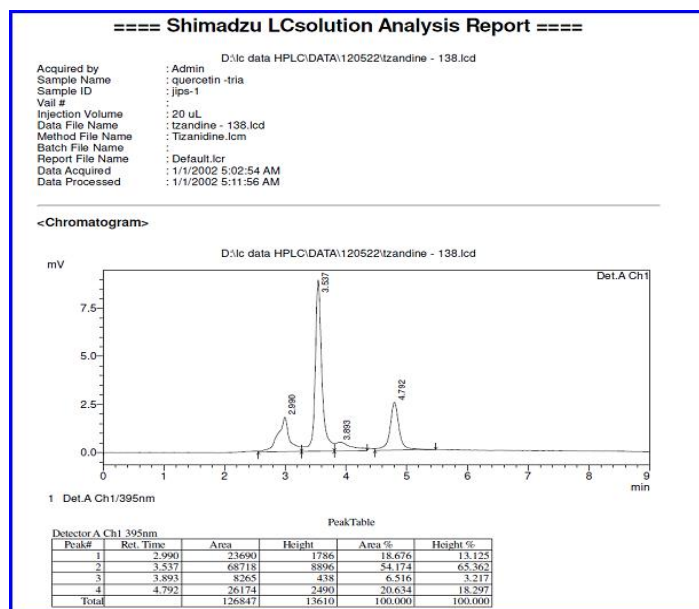 ==== Shimadzu LCsolution Analysis Report ====
D:\lc data HPLC\DATA\120522\tzandine - 138.lcd
Acquired by : Admin
Sample Name : quercetin -tria
Sample ID : jips-1
Vail # :
Injection Volume : 20 uL
Data File Name : tzandine - 138.lcd
Method File Name : Tizanidine.lcm
Batch File Name :
Report File Name : Default.lcr
Data Acquired : 1/1/2002 5:02:54 AM
Data Processed : 1/1/2002 5:11:56 AM
<Chromatogram>
D:\lc data HPLC\DATA\120522\tzandine - 138.lcd
mV
Det.A Ch1
7.5
5.0
2.5
0.0
2.990
3.537
3.893
4.792
0 1 2 3 4 5 6 7 8 9
min
1 Det.A Ch1/395nm
PeakTable
Detector A Ch1 395nm
Peak# Ret. Time Area Height Area % Height %
1 2.990 23690 1786 18.676 13.125
2 3.537 68718 8896 54.174 65.362
3 3.893 8265 438 6.516 3.217
4 4.792 26174 2490 20.634 18.297
Total 126847 13610 100.000 100.000